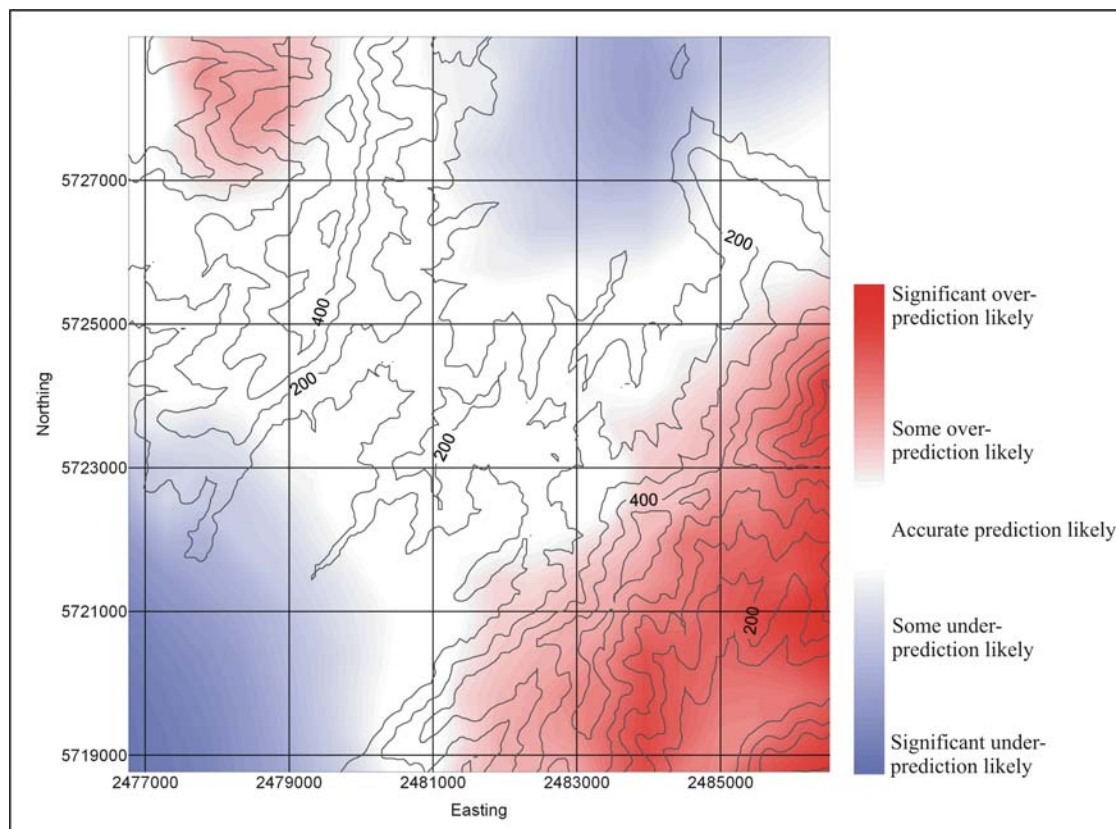 5727000
200
Significant over-
prediction likely
5725000
400
200
Some over-
prediction likely
Northing
200
5723000
400
Accurate prediction likely
5721000
200
Some under-
prediction likely
5719000
Significant under-
prediction likely
2477000 2479000 2481000 2483000 2485000
Easting